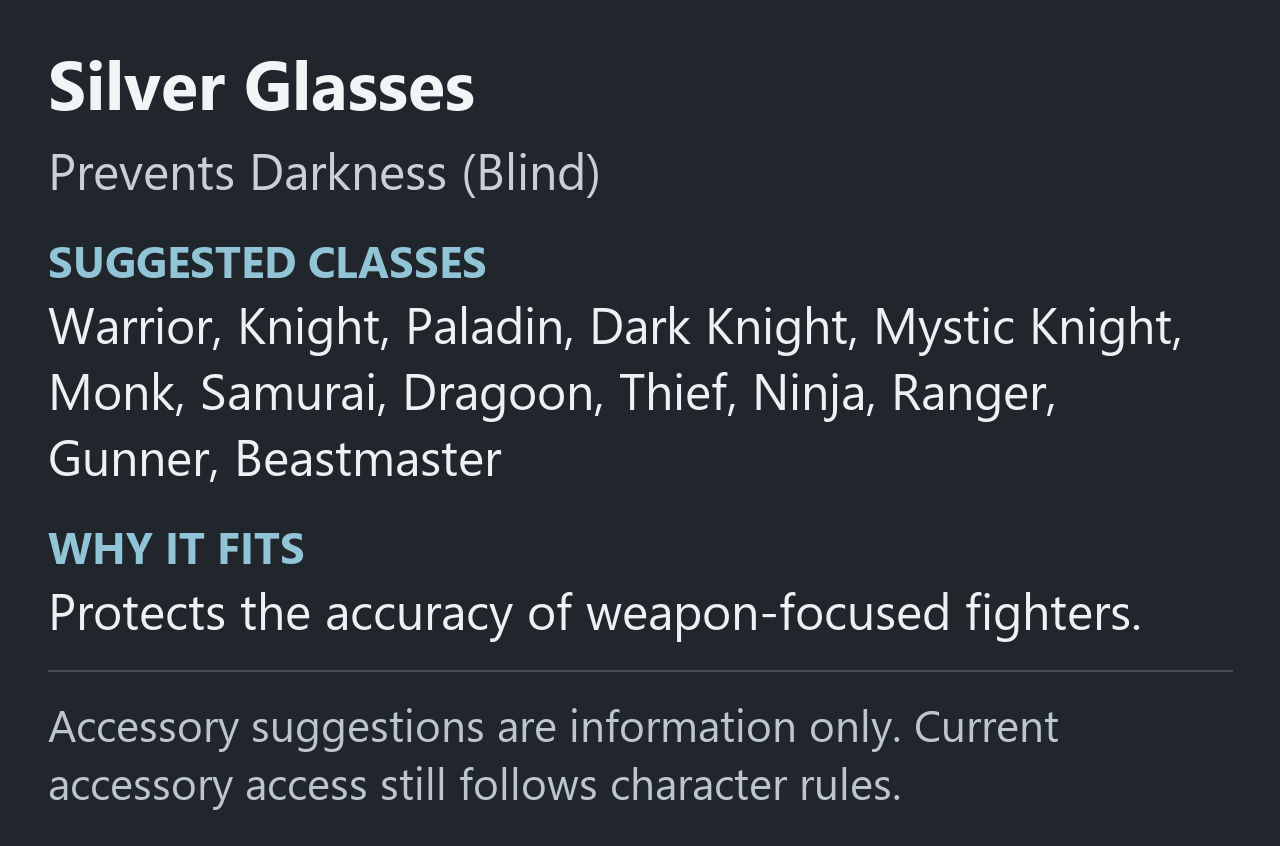 Silver Glasses
Prevents Darkness (Blind)
SUGGESTED CLASSES
Warrior, Knight, Paladin, Dark Knight, Mystic Knight,
Monk, Samurai, Dragoon, Thief, Ninja, Ranger,
Gunner, Beastmaster
WHY IT FITS
Protects the accuracy of weapon-focused fighters.
Accessory suggestions are information only. Current
accessory access still follows character rules.